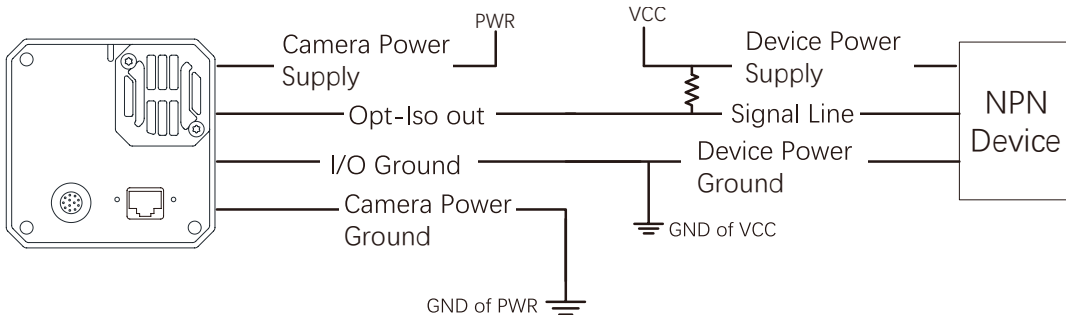 PWR
VCC
Camera Power
Supply
Device Power
Supply
NPN
Device
Opt-Iso out
Signal Line
I/O Ground
Device Power
Ground
Camera Power
Ground
GND of VCC
GND of PWR